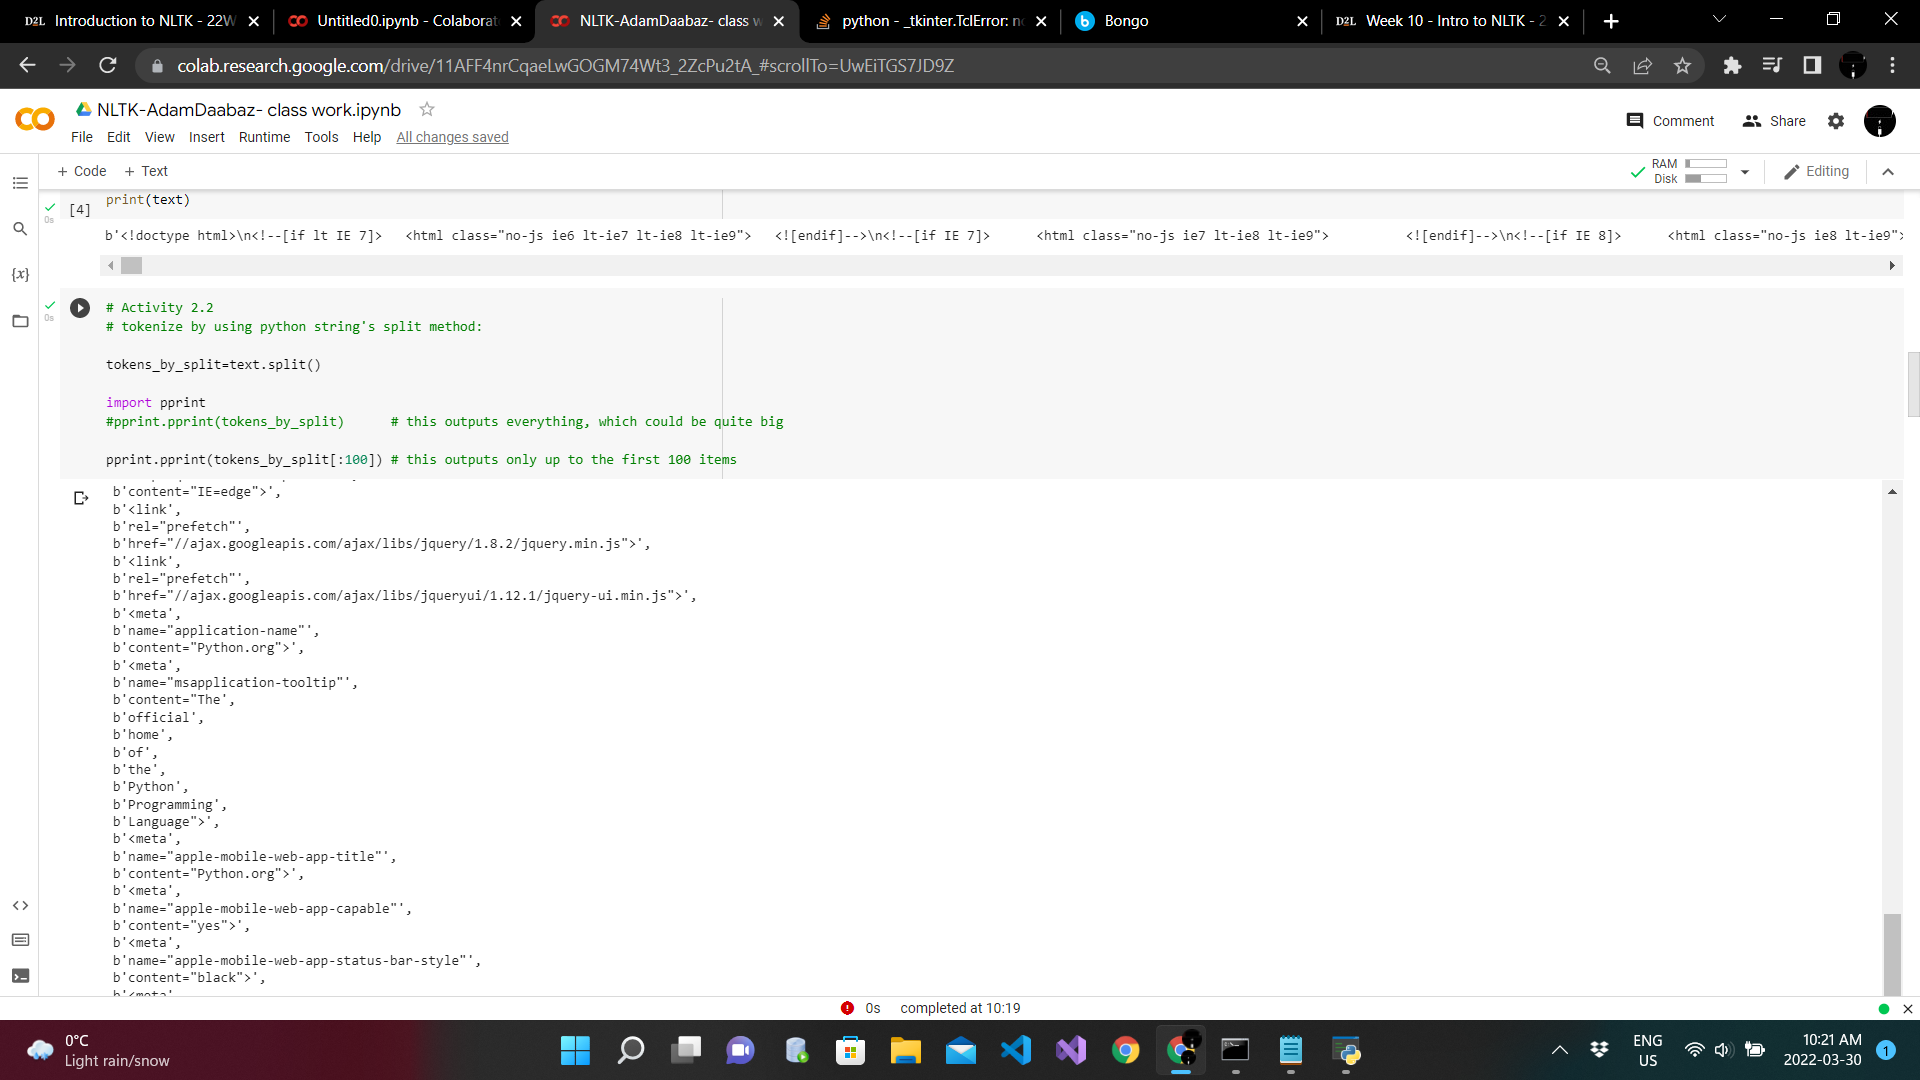 Introduction to NLTK - 22W
Untitled0.ipynb - Colaborat
NLTK-AdamDaabaz- class w
python - _tkinter.TclError: n
Bongo
Week 10 - Intro to NLTK - 2
colab.research.google.com/drive/11AFF4nrCqaeLwGOGM74Wt3_2ZcPu2tA_#scrollTo=UwEiTGS7JD9Z
NLTK-AdamDaabaz- class work.ipynb
File Edit View Insert Runtime Tools Help All changes saved
Comment Share
+ Code + Text
RAM
Disk
Editing
[4]
0s
print(text)
b'<!doctype html>\n<!--[if lt IE 7]>   <html class="no-js ie6 lt-ie7 lt-ie8 lt-ie9">   <![endif]-->\n<!--[if IE 7]>      <html class="no-js ie7 lt-ie8 lt-ie9">          <![endif]-->\n<!--[if IE 8]>      <html class="no-js ie8 lt-ie9">
0s
# Activity 2.2
# tokenize by using python string's split method:
tokens_by_split=text.split()
import pprint
#pprint.pprint(tokens_by_split)      # this outputs everything, which could be quite big
pprint.pprint(tokens_by_split[:100]) # this outputs only up to the first 100 items
b'content="IE=edge">',
b'<link',
b'rel="prefetch"',
b'href="//ajax.googleapis.com/ajax/libs/jquery/1.8.2/jquery.min.js">',
b'<link',
b'rel="prefetch"',
b'href="//ajax.googleapis.com/ajax/libs/jqueryui/1.12.1/jquery-ui.min.js">',
b'<meta',
b'name="application-name"',
b'content="Python.org">',
b'<meta',
b'name="msapplication-tooltip"',
b'content="The',
b'official',
b'home',
b'of',
b'the',
b'Python',
b'Programming',
b'Language">',
b'<meta',
b'name="apple-mobile-web-app-title"',
b'content="Python.org">',
b'<meta',
b'name="apple-mobile-web-app-capable"',
b'content="yes">',
b'<meta',
b'name="apple-mobile-web-app-status-bar-style"',
b'content="black">',
b'<meta',
0s completed at 10:19
0°C
Light rain/snow
ENG
US
10:21 AM
2022-03-30
1